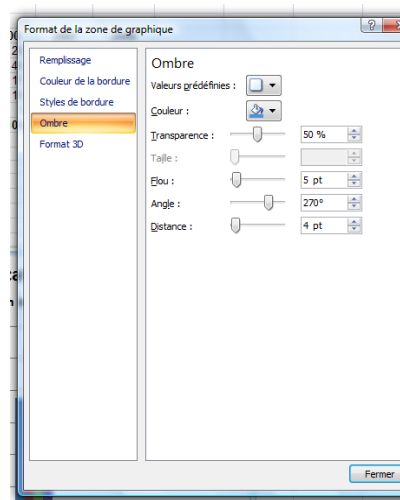 Format de la zone de graphique
Remplissage
Couleur de la bordure
Styles de bordure
Ombre
Format 3D
Ombre
Valeurs prédéfinies :
Couleur :
Transparence : 50 %
Taille :
Flou : 5 pt
Angle : 270°
Distance : 4 pt
Fermer